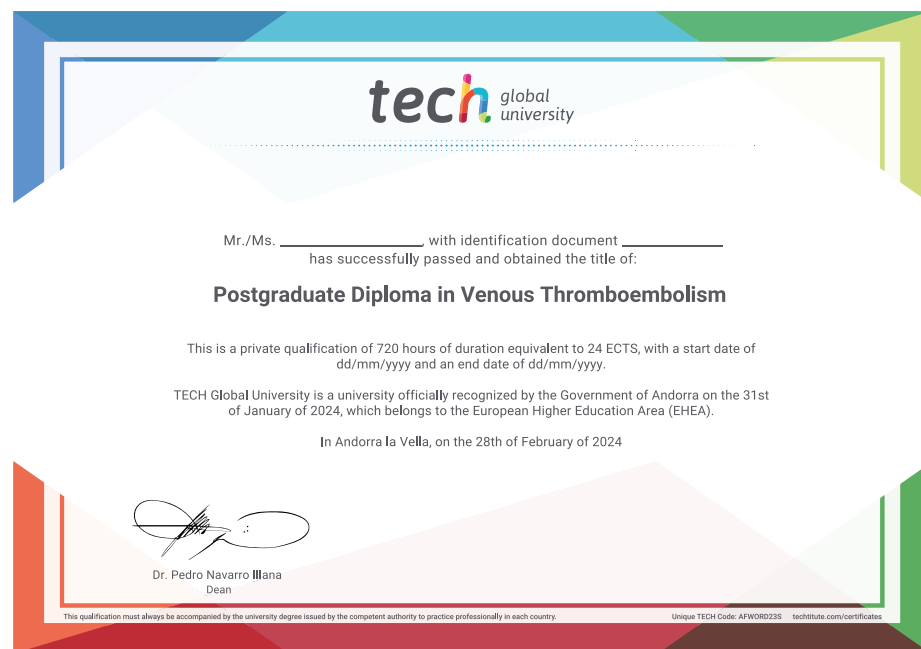 tech global university
Mr./Ms. ____________, with identification document ____________
has successfully passed and obtained the title of:
Postgraduate Diploma in Venous Thromboembolism
This is a private qualification of 720 hours of duration equivalent to 24 ECTS, with a start date of
dd/mm/yyyy and an end date of dd/mm/yyyy.
TECH Global University is a university officially recognized by the Government of Andorra on the 31st
of January of 2024, which belongs to the European Higher Education Area (EHEA).
In Andorra la Vella, on the 28th of February of 2024
Dr. Pedro Navarro Illana
Dean
This qualification must always be accompanied by the university degree issued by the competent authority to practice professionally in each country.
Unique TECH Code: AFWORD23S techtitute.com/certificates